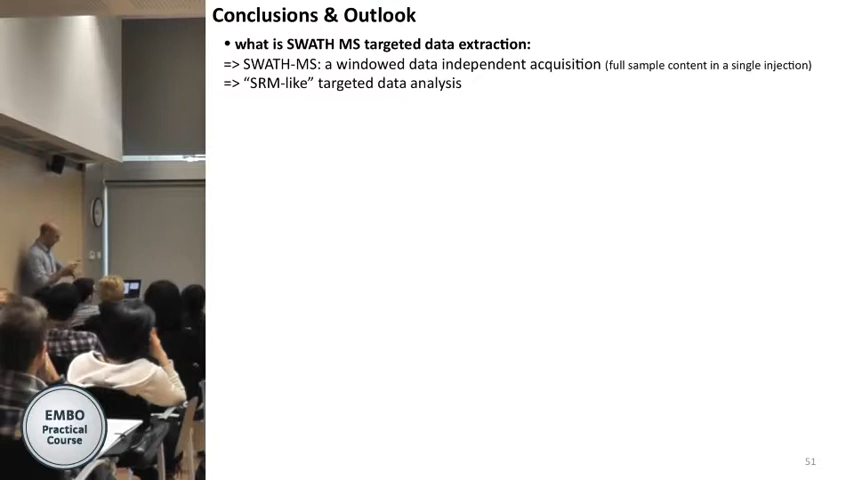 Conclusions & Outlook
• what is SWATH MS targeted data extraction:
=> SWATH-MS: a windowed data independent acquisition (full sample content in a single injection)
=> “SRM-like” targeted data analysis
EMBO
Practical
Course
51